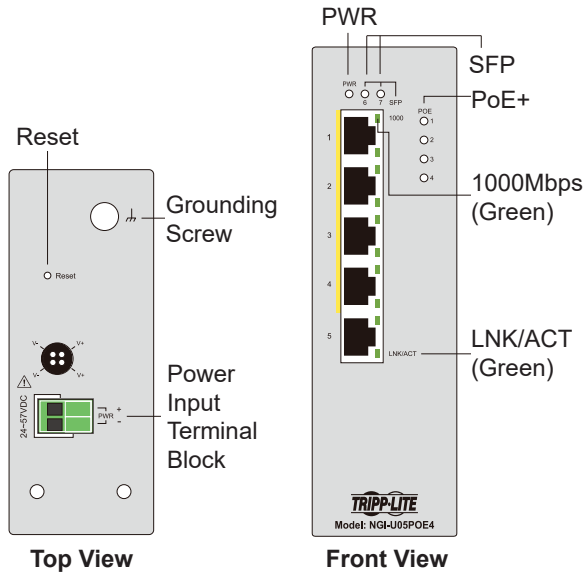 PWR
SFP
PoE+
1000Mbps
(Green)
LNK/ACT
(Green)
PWR
6
7
SFP
1000
POE
1
2
3
4
1
2
3
4
5
LNK/ACT
TRIPP·LITE
Model: NGI-U05POE4
Front View
Reset
Grounding
Screw
Reset
V-
V+
V-
V+
24~57VDC
PWR
+
-
Power
Input
Terminal
Block
Top View